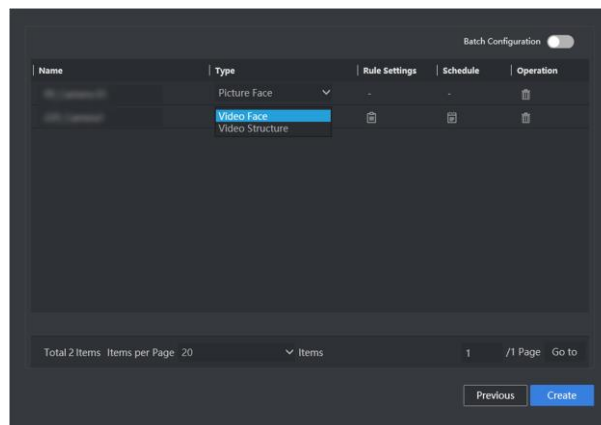 Batch Configuration
Name Type Rule Settings Schedule Operation
Picture Face - -
Video Face
Video Structure
Total 2 Items Items per Page 20 Items 1 /1 Page Go to
Previous Create